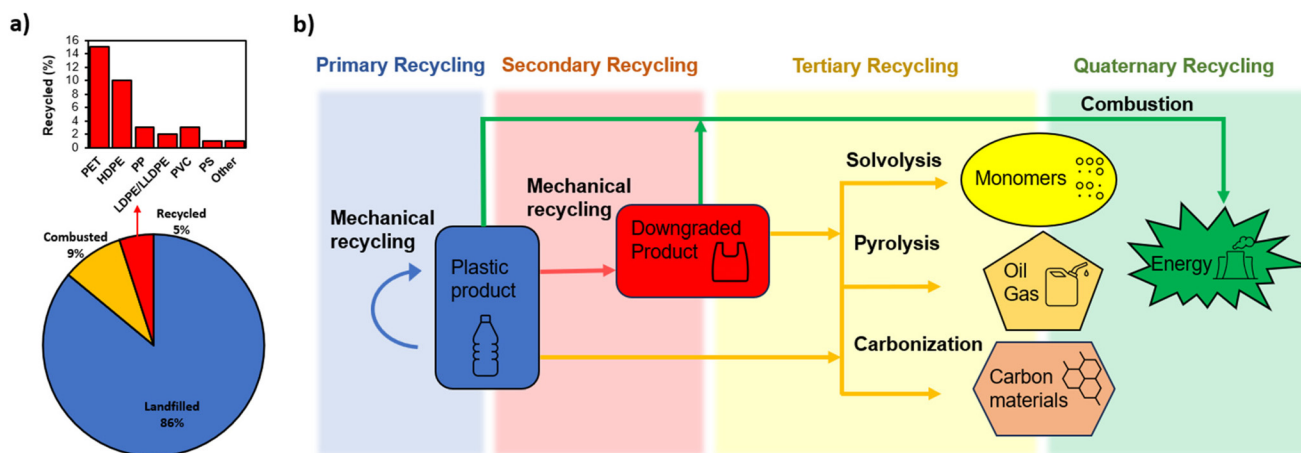 a)
16
14
12
10
8
6
4
2
0
Recycled (%)
PET
HDPE
PP
LDPE/LLDPE
PVC
PS
Other
Recycled
5%
Combusted
9%
Landfilled
86%
b)
Primary Recycling
Secondary Recycling
Tertiary Recycling
Quaternary Recycling
Combustion
Mechanical
recycling
Plastic
product
Mechanical
recycling
Downgraded
Product
Solvolysis
Monomers
Pyrolysis
Oil
Gas
Carbonization
Carbon
materials
Energy